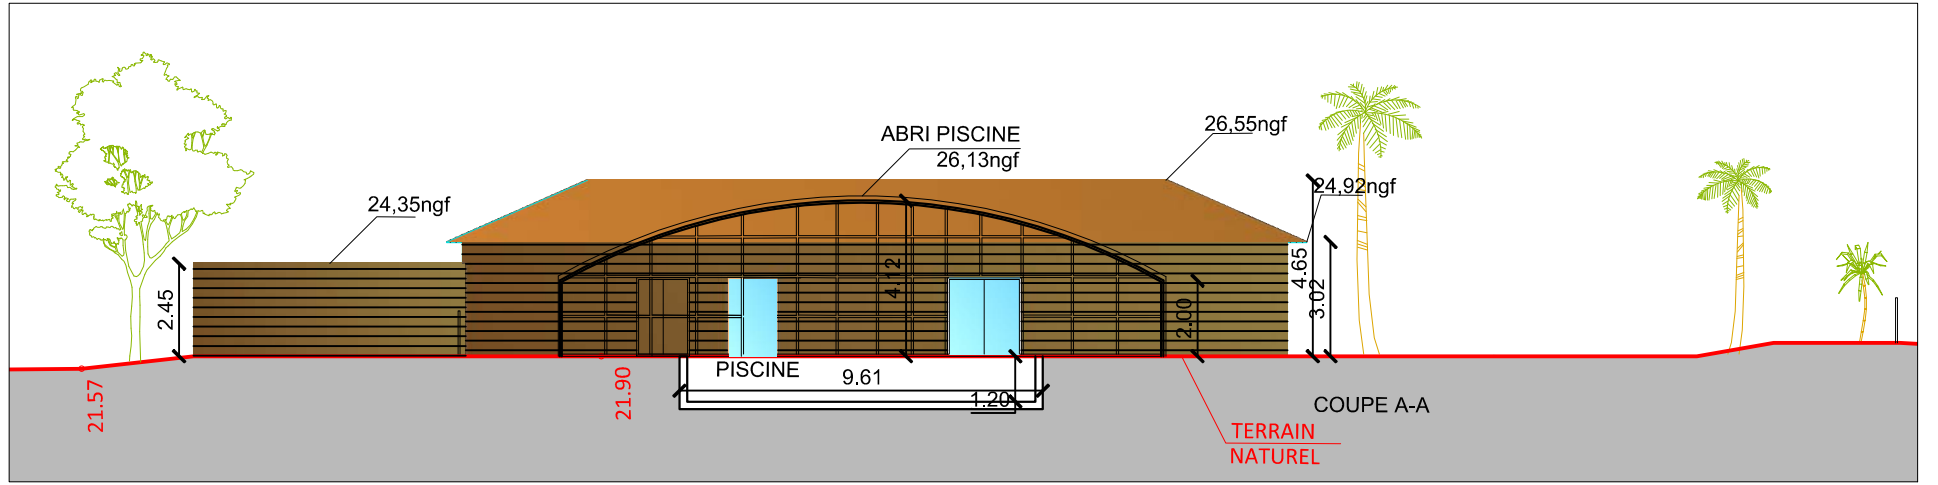 ABRI PISCINE
26,13ngf
26,55ngf
24,92ngf
24,35ngf
2.45
4.12
4.65
3.02
2.00
PISCINE
9.61
1.20
21.57
21.90
COUPE A-A
TERRAIN
NATUREL